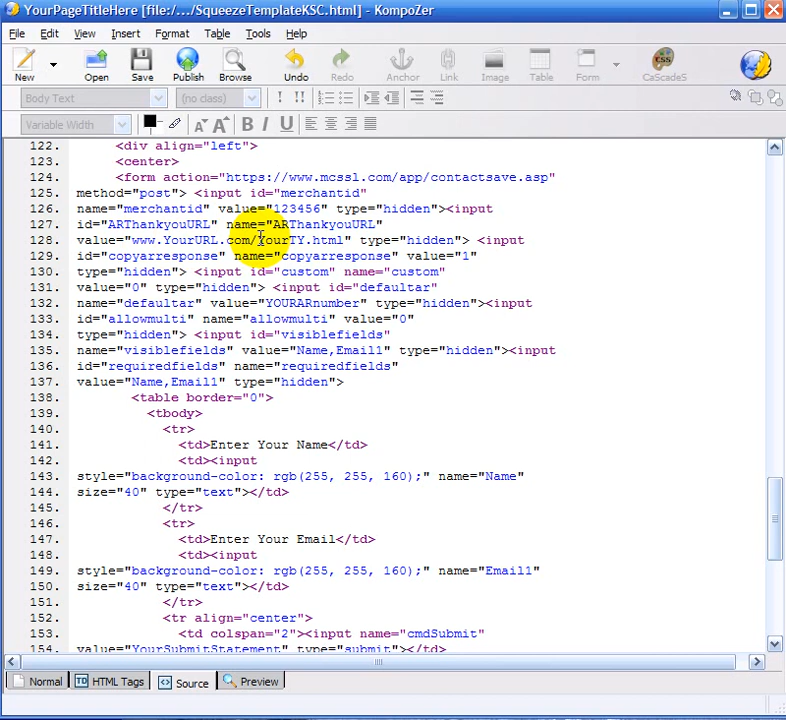 YourPageTitleHere [file:/.../SqueezeTemplateKSC.html] - KompoZer
File Edit View Insert Format Table Tools Help
New Open Save Publish Browse Undo Redo Anchor Link Image Table Form CaScadeS
Body Text (no class)
Variable Width
122. <div align="left">
123. <center>
124. <form action="https://www.mcssl.com/app/contactsave.asp"
125. method="post"> <input id="merchantid"
126. name="merchantid" value="123456" type="hidden"><input
127. id="ARThankyouURL" name="ARThankyouURL"
128. value="www.YourURL.com/YourTY.html" type="hidden"> <input
129. id="copyarresponse" name="copyarresponse" value="1"
130. type="hidden"> <input id="custom" name="custom"
131. value="0" type="hidden"> <input id="defaultar"
132. name="defaultar" value="YOURARnumber" type="hidden"><input
133. id="allowmulti" name="allowmulti" value="0"
134. type="hidden"> <input id="visiblefields"
135. name="visiblefields" value="Name,Email1" type="hidden"><input
136. id="requiredfields" name="requiredfields"
137. value="Name,Email1" type="hidden">
138. <table border="0">
139. <tbody>
140. <tr>
141. <td>Enter Your Name</td>
142. <td><input
143. style="background-color: rgb(255, 255, 160);" name="Name"
144. size="40" type="text"></td>
145. </tr>
146. <tr>
147. <td>Enter Your Email</td>
148. <td><input
149. style="background-color: rgb(255, 255, 160);" name="Email1"
150. size="40" type="text"></td>
151. </tr>
152. <tr align="center">
153. <td colspan="2"><input name="cmdSubmit"
154. value="YourSubmitStatement" type="submit"></td>
Normal HTML Tags Source Preview